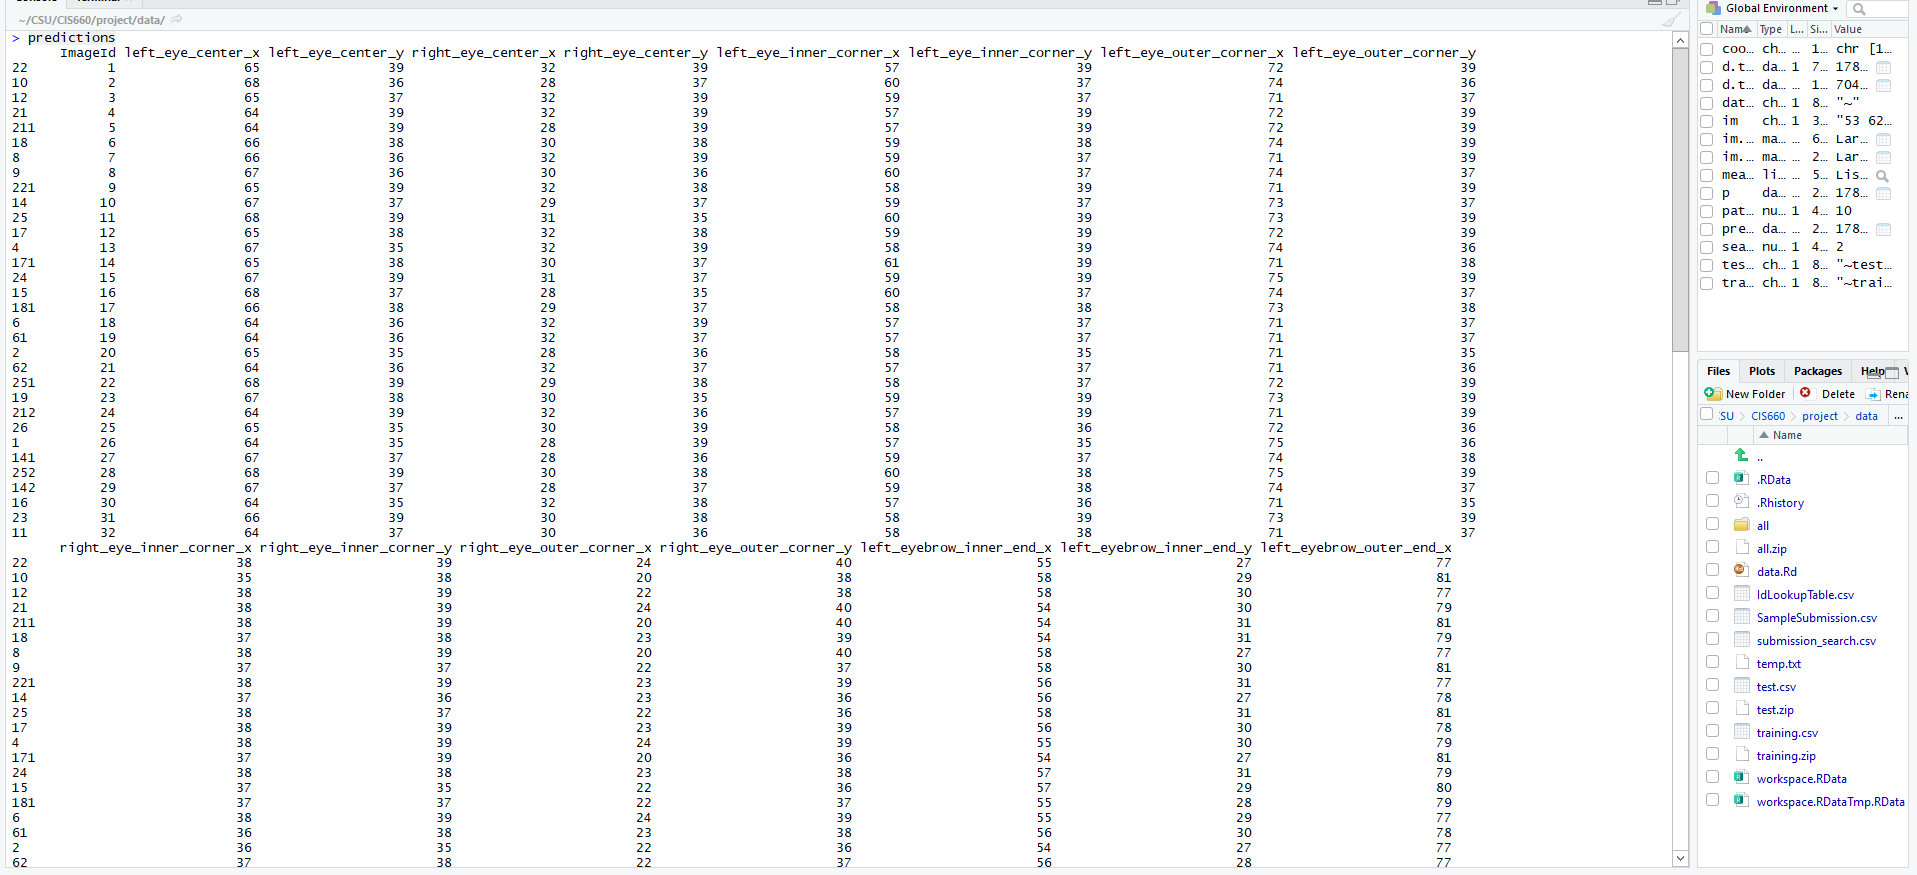 ~/CSU/CIS660/project/data/
> predictions
ImageId left_eye_center_x left_eye_center_y right_eye_center_x right_eye_center_y left_eye_inner_corner_x left_eye_inner_corner_y left_eye_outer_corner_x left_eye_outer_corner_y
22 1 65 39 32 39 57 39 72 39
10 2 68 36 28 37 60 37 74 36
12 3 65 37 32 39 59 37 71 37
21 4 64 39 32 39 57 39 72 39
211 5 64 39 28 39 57 39 72 39
18 6 66 38 30 38 59 38 74 39
8 7 66 36 32 39 59 37 71 39
9 8 67 36 30 36 60 37 74 37
221 9 65 39 32 38 58 39 71 39
14 10 67 37 29 37 59 37 73 37
25 11 68 39 31 35 60 39 73 39
17 12 65 38 32 38 59 39 72 39
4 13 67 35 32 39 58 39 74 36
171 14 65 38 30 37 61 39 71 38
24 15 67 39 31 37 59 39 75 39
15 16 68 37 28 35 60 37 74 37
181 17 66 38 29 37 58 38 73 38
6 18 64 36 32 39 57 37 71 37
61 19 64 36 32 37 57 37 71 37
2 20 65 35 28 36 58 35 71 35
62 21 64 36 32 37 57 37 71 36
251 22 68 39 29 38 58 37 72 39
19 23 67 38 30 35 59 39 73 39
212 24 64 39 32 36 57 39 71 39
26 25 65 35 30 39 58 36 72 36
1 26 64 35 28 39 57 35 75 36
141 27 67 37 28 36 59 37 74 38
252 28 68 39 30 38 60 38 75 39
142 29 67 37 28 37 59 38 74 37
16 30 64 35 32 38 57 36 71 35
23 31 66 39 30 38 58 39 73 39
11 32 64 37 30 36 58 38 71 37
right_eye_inner_corner_x right_eye_inner_corner_y right_eye_outer_corner_x right_eye_outer_corner_y left_eyebrow_inner_end_x left_eyebrow_inner_end_y left_eyebrow_outer_end_x
22 38 39 24 40 55 27 77
10 35 38 20 38 58 29 81
12 38 39 22 38 58 30 77
21 38 39 24 40 54 30 79
211 38 39 20 40 54 31 81
18 37 38 23 39 54 31 79
8 38 39 20 40 58 27 77
9 37 37 22 37 58 30 81
221 38 39 23 39 56 31 77
14 37 36 23 36 56 27 78
25 38 37 22 36 58 31 81
17 38 39 23 39 56 30 78
4 38 39 24 39 55 30 79
171 37 39 20 36 54 27 81
24 38 38 23 38 57 31 79
15 37 35 22 36 57 29 80
181 37 37 22 37 55 28 79
6 38 39 24 39 55 29 77
61 36 38 23 38 56 30 78
2 36 35 22 36 54 27 77
62 37 38 22 37 56 28 77
Global Environment
Name Type L... Si... Value
coo... ch... ... 1... chr [1...
d.t... da... 1 7... 178...
d.t... da... ... 1... 704...
dat... ch... 1 8... "~"
im ch... 1 3... "53 62...
im.... ma... ... 6... Lar...
im.... ma... ... 2... Lar...
mea... li... ... 5... Lis...
p da... ... 2... 178...
pat... nu... 1 4... 10
pre... da... ... 2... 178...
sea... nu... 1 4... 2
tes... ch... 1 8... "~test...
tra... ch... 1 8... "~trai...
Files Plots Packages Help
New Folder Delete Rena
SU > CIS660 > project > data ...
Name
..
.RData
.Rhistory
all
all.zip
data.Rd
IdLookupTable.csv
SampleSubmission.csv
submission_search.csv
temp.txt
test.csv
test.zip
training.csv
training.zip
workspace.RData
workspace.RDataTmp.RData